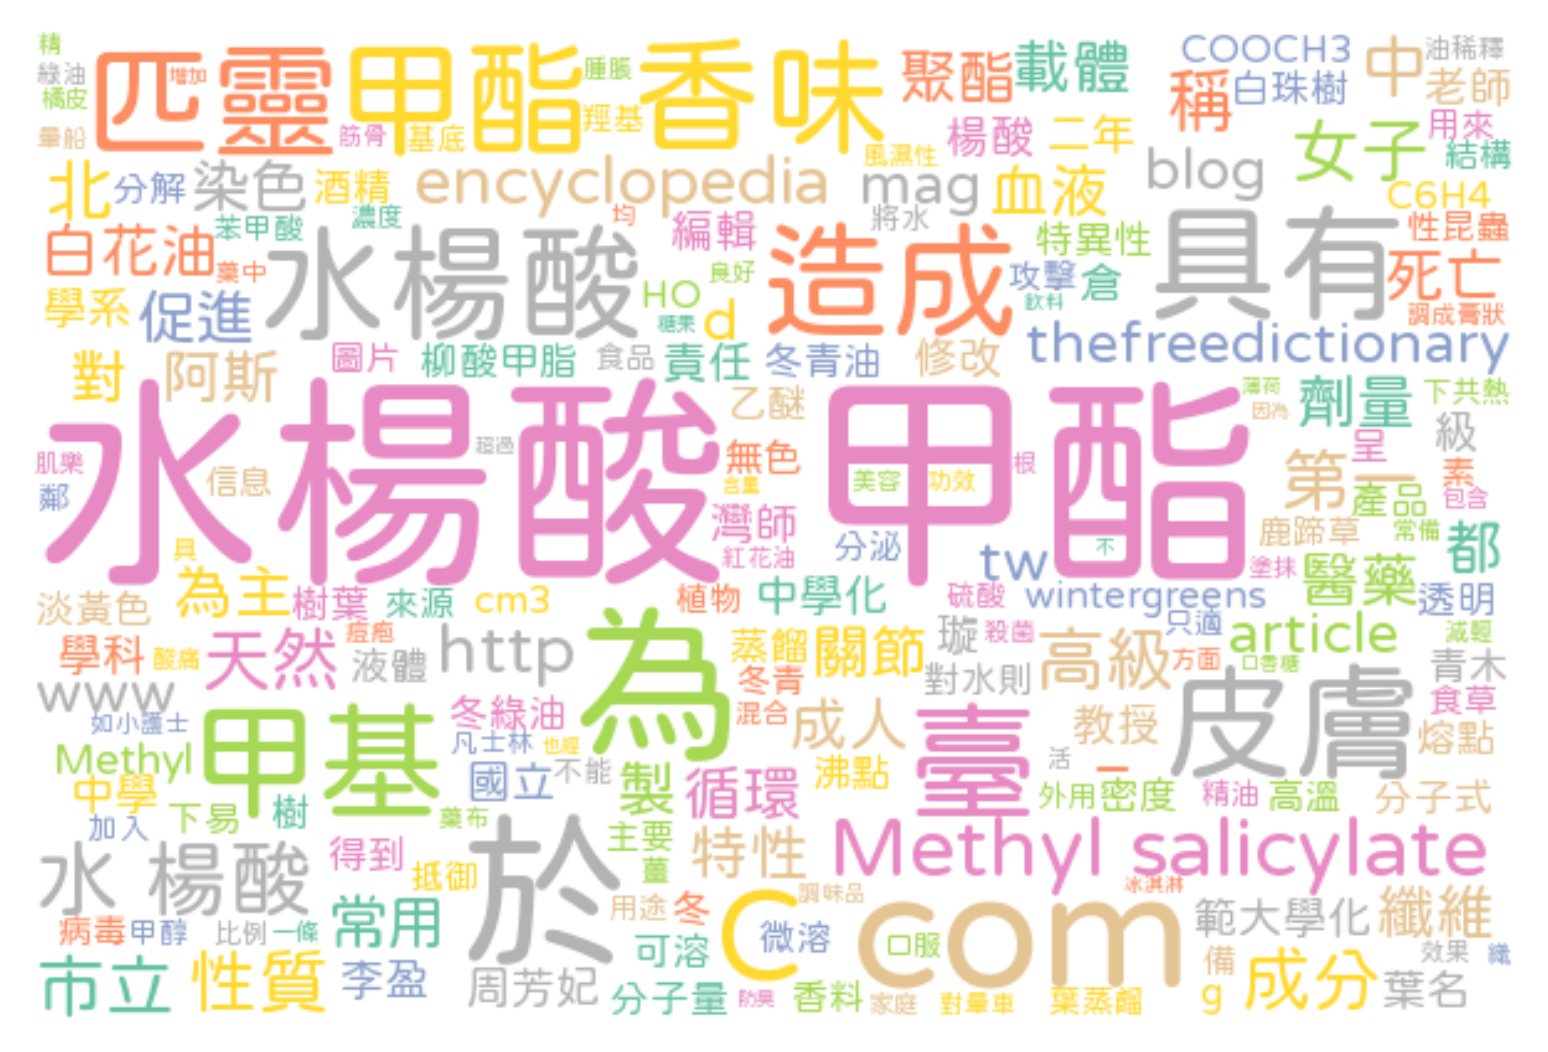 精
綠油
橘皮
暈船
匹靈
增加
甲酯
香味
腫脹
羥基
筋骨
基底
聚酯
載體
COOCH3
白珠樹
稱
中
油稀釋
老師
用來
結構
女子
楊酸
二年
風濕性
北
分解
染色
酒精
encyclopedia
mag
血液
blog
C6H4
性昆蟲
苯甲酸
濃度
均
編輯
將水
特異性
白花油
藥中
水楊酸
良好
造成
攻擊
倉
具有
死亡
學系
促進
HO
糖果
d
飲料
調成膏狀
thefreedictionary
對
阿斯
圖片
柳酸甲脂
食品
責任
冬青油
修改
水楊酸
甲酯
乙醚
薄荷
因尚
劑量
下共熱
級
超過
無色
含量
美容
功效
根
第一
呈
素
肌樂
鄰
信息
產品
包含
灣師
紅花油
分泌
鹿蹄草
常備
都
具
不
tw
塗抹
醫藥
透明
淡黃色
為主
樹葉
來源
cm3
植物
中學化
硫酸
wintergreens
只適
學科
痘疤
酸痛
天然
液體
http
為
蒸餾
關節
璇
殺菌
高級
方面
article
口香糖
減輕
青木
www
冬青
對水則
皮膚
食草
如小護士
Methyl
甲基
冬綠油
凡士林
也經
混合
成人
臺
教授
活
熔點
中學
下易
樹
藥布
國立
不能
製
循環
沸點
一
外用
密度
精油
高溫
分子式
加入
水 楊酸
得到
抵御
於
主要
薑
特性
Methyl salicylate
冰淇淋
病毒
甲醇
比例
一條
常用
用途
冬
調味品
C
微溶
com
口服
範大學化
纖維
市立
性質
李盈
周芳妃
可溶
分子量
防臭
香料
家庭
對暈車
葉蒸餾
備
g
成分
效果
纖
葉名